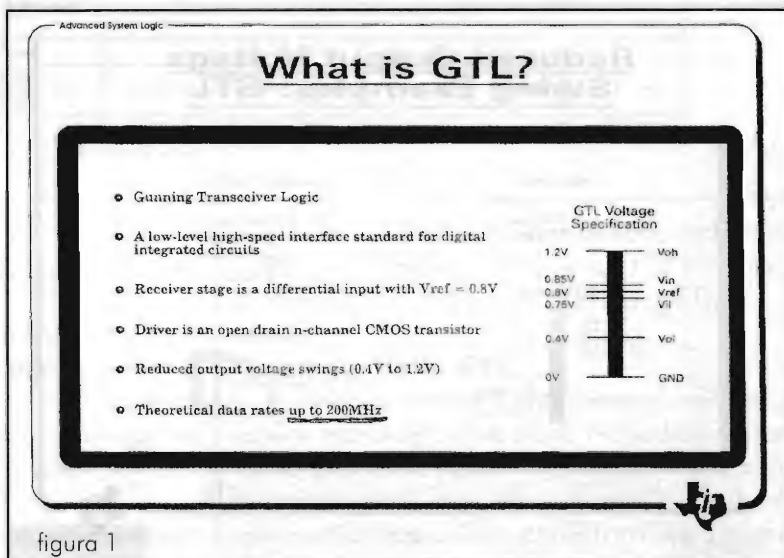 Advanced System Logic
What is GTL?
Gunning Transceiver Logic
A low-level high-speed interface standard for digital
integrated circuits
Receiver stage is a differential input with Vref = 0.8V
Driver is an open drain n-channel CMOS transistor
Reduced output voltage swings (0.4V to 1.2V)
Theoretical data rates up to 200MHz
GTL Voltage
Specification
1.2V Voh
0.85V Vin
0.8V Vref
0.75V Vil
0.4V Vol
0V GND
figura 1